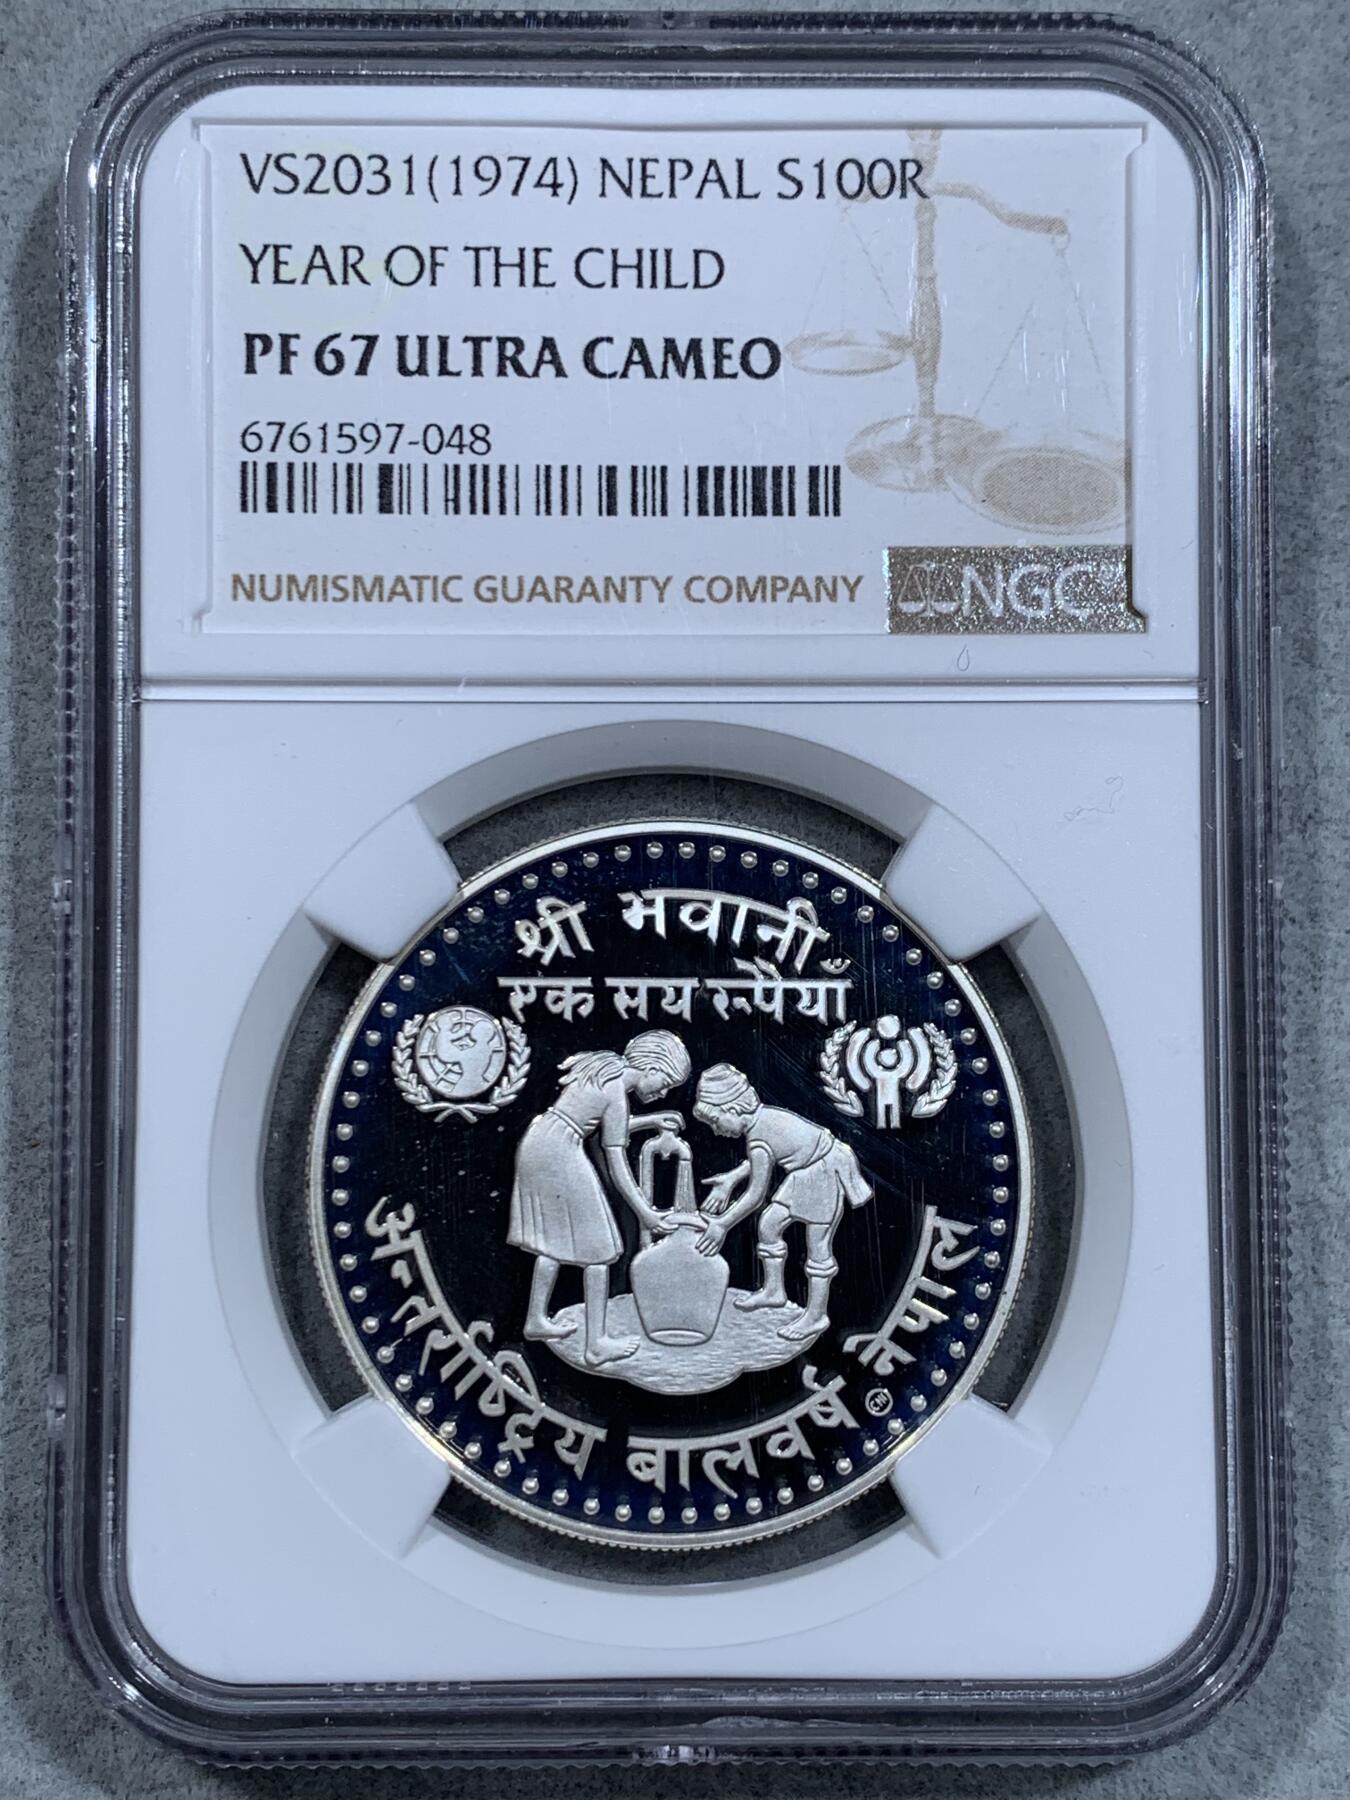 VS2031(1974) NEPAL S100R
YEAR OF THE CHILD
PF 67 ULTRA CAMEO
6761597-048
NUMISMATIC GUARANTY COMPANY
NGC
श्री भवानी
एक सय रूपैयाँ
अन्तर्राष्ट्रिय बालवर्ष नेपाल
CHI